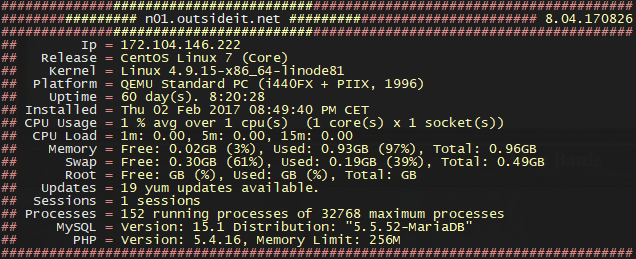 ###############################################################################
################# n01.outsideit.net ############################### 8.04.170826
###############################################################################
## Ip = 172.104.146.222
## Release = CentOS Linux 7 (Core)
## Kernel = Linux 4.9.15-x86_64-linode81
## Platform = QEMU Standard PC (i440FX + PIIX, 1996)
## Uptime = 60 day(s). 8:20:28
## Installed = Thu 02 Feb 2017 08:49:40 PM CET
## CPU Usage = 1 % avg over 1 cpu(s) (1 core(s) x 1 socket(s))
## CPU Load = 1m: 0.00, 5m: 0.00, 15m: 0.00
## Memory = Free: 0.02GB (3%), Used: 0.93GB (97%), Total: 0.96GB
## Swap = Free: 0.30GB (61%), Used: 0.19GB (39%), Total: 0.49GB
## Root = Free: GB (%), Used: GB (%), Total: GB
## Updates = 19 yum updates available.
## Sessions = 1 sessions
## Processes = 152 running processes of 32768 maximum processes
## MySQL = Version: 15.1 Distribution: "5.5.52-MariaDB"
## PHP = Version: 5.4.16, Memory Limit: 256M
###############################################################################